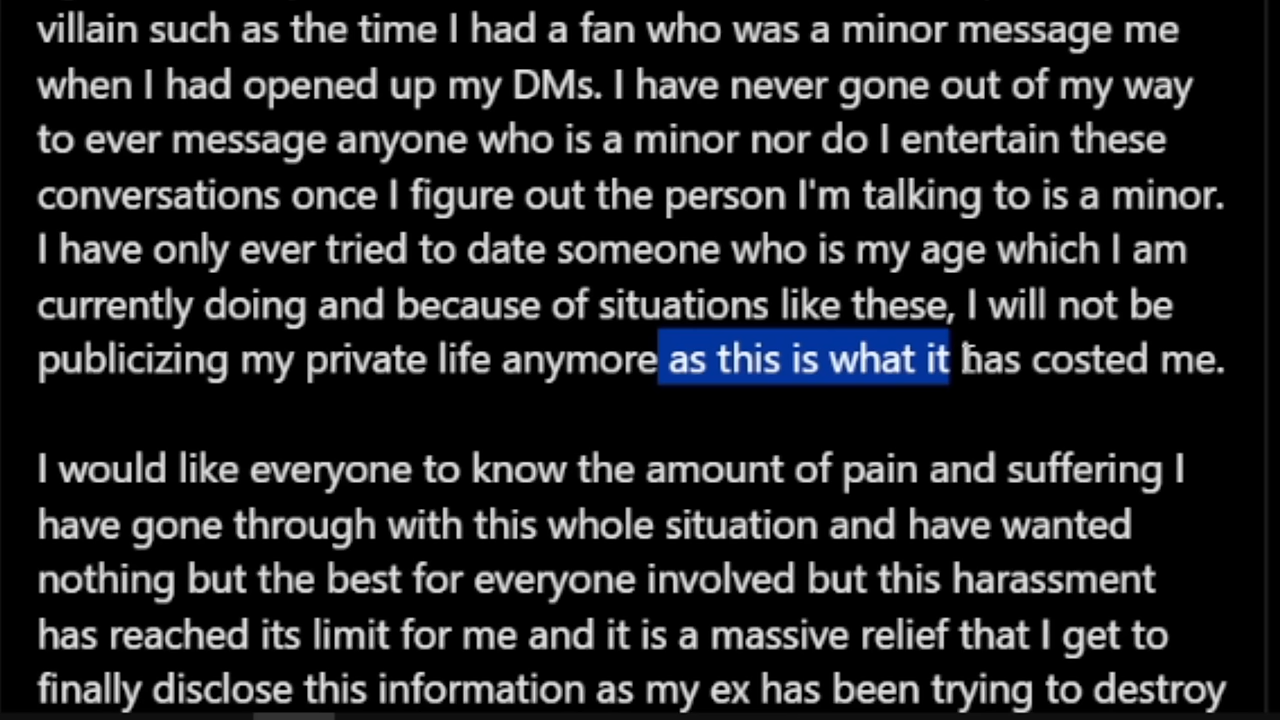 villain such as the time I had a fan who was a minor message me
when I had opened up my DMs. I have never gone out of my way
to ever message anyone who is a minor nor do I entertain these
conversations once I figure out the person I'm talking to is a minor.
I have only ever tried to date someone who is my age which I am
currently doing and because of situations like these, I will not be
publicizing my private life anymore as this is what it has costed me.
I would like everyone to know the amount of pain and suffering I
have gone through with this whole situation and have wanted
nothing but the best for everyone involved but this harassment
has reached its limit for me and it is a massive relief that I get to
finally disclose this information as my ex has been trying to destroy